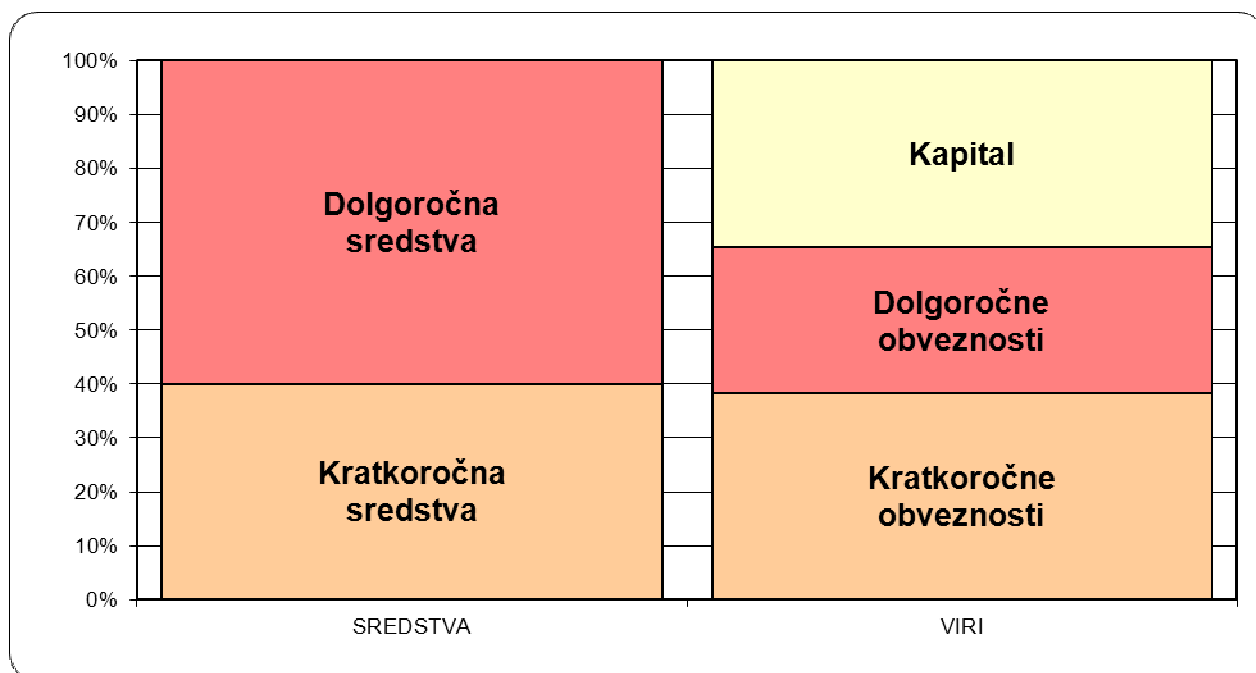 100%
90%
80%
70%
60%
50%
40%
30%
20%
10%
0%
Dolgoročna
sredstva
Kratkoročna
sredstva
Kapital
Dolgoročne
obveznosti
Kratkoročne
obveznosti
SREDSTVA
VIRI